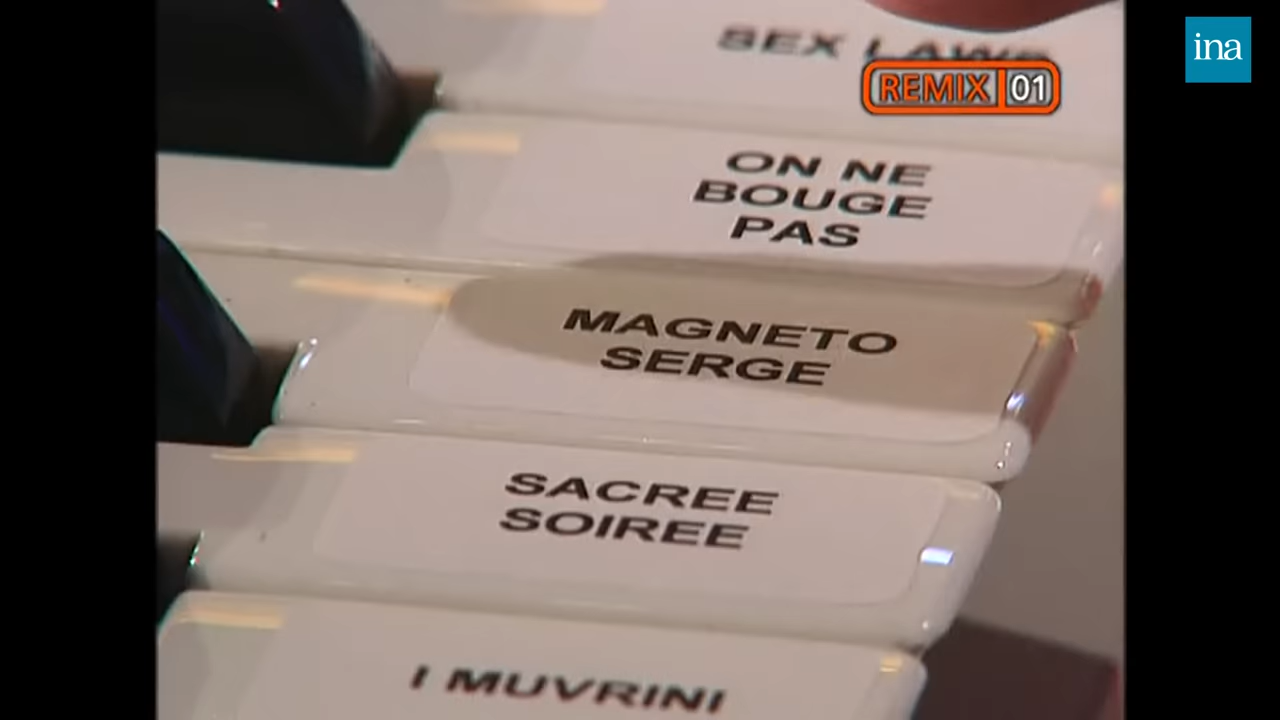 ina
SEX LAWS
REMIX 01
ON NE
BOUGE
PAS
MAGNETO
SERGE
SACREE
SOIREE
I MUVRINI